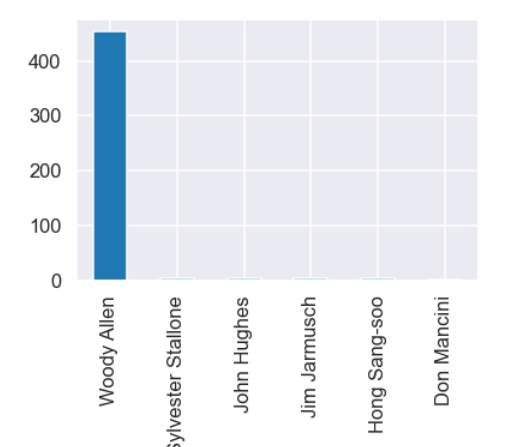 400
300
200
100
0
Woody Allen
Sylvester Stallone
John Hughes
Jim Jarmusch
Hong Sang-soo
Don Mancini